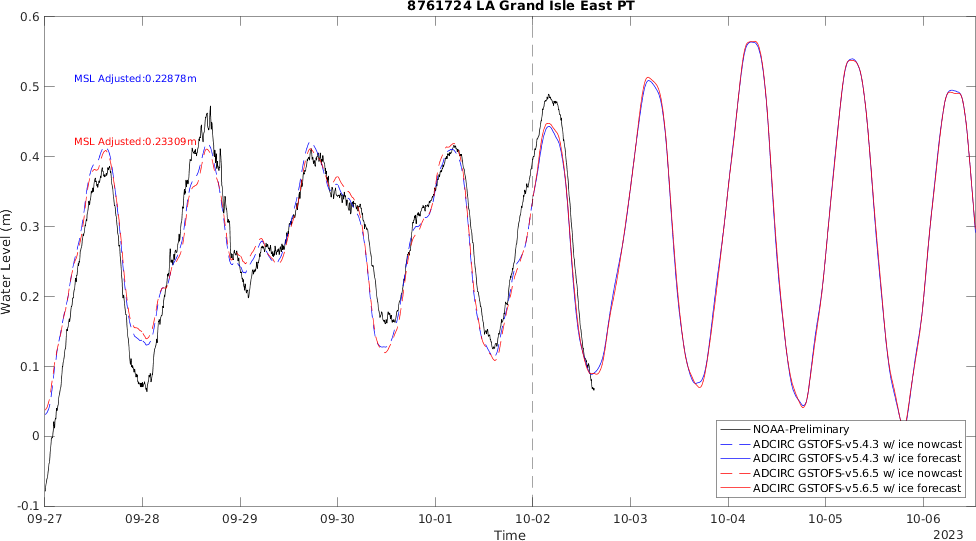 8761724 LA Grand Isle East PT
0.6
0.5
0.4
0.3
0.2
0.1
0
-0.1
Water Level (m)
MSL Adjusted:0.22878m
MSL Adjusted:0.23309m
NOAA-Preliminary
ADCIRC GSTOFS-v5.4.3 w/ ice nowcast
ADCIRC GSTOFS-v5.4.3 w/ ice forecast
ADCIRC GSTOFS-v5.6.5 w/ ice nowcast
ADCIRC GSTOFS-v5.6.5 w/ ice forecast
09-27 09-28 09-29 09-30 10-01 10-02 10-03 10-04 10-05 10-06
Time
2023